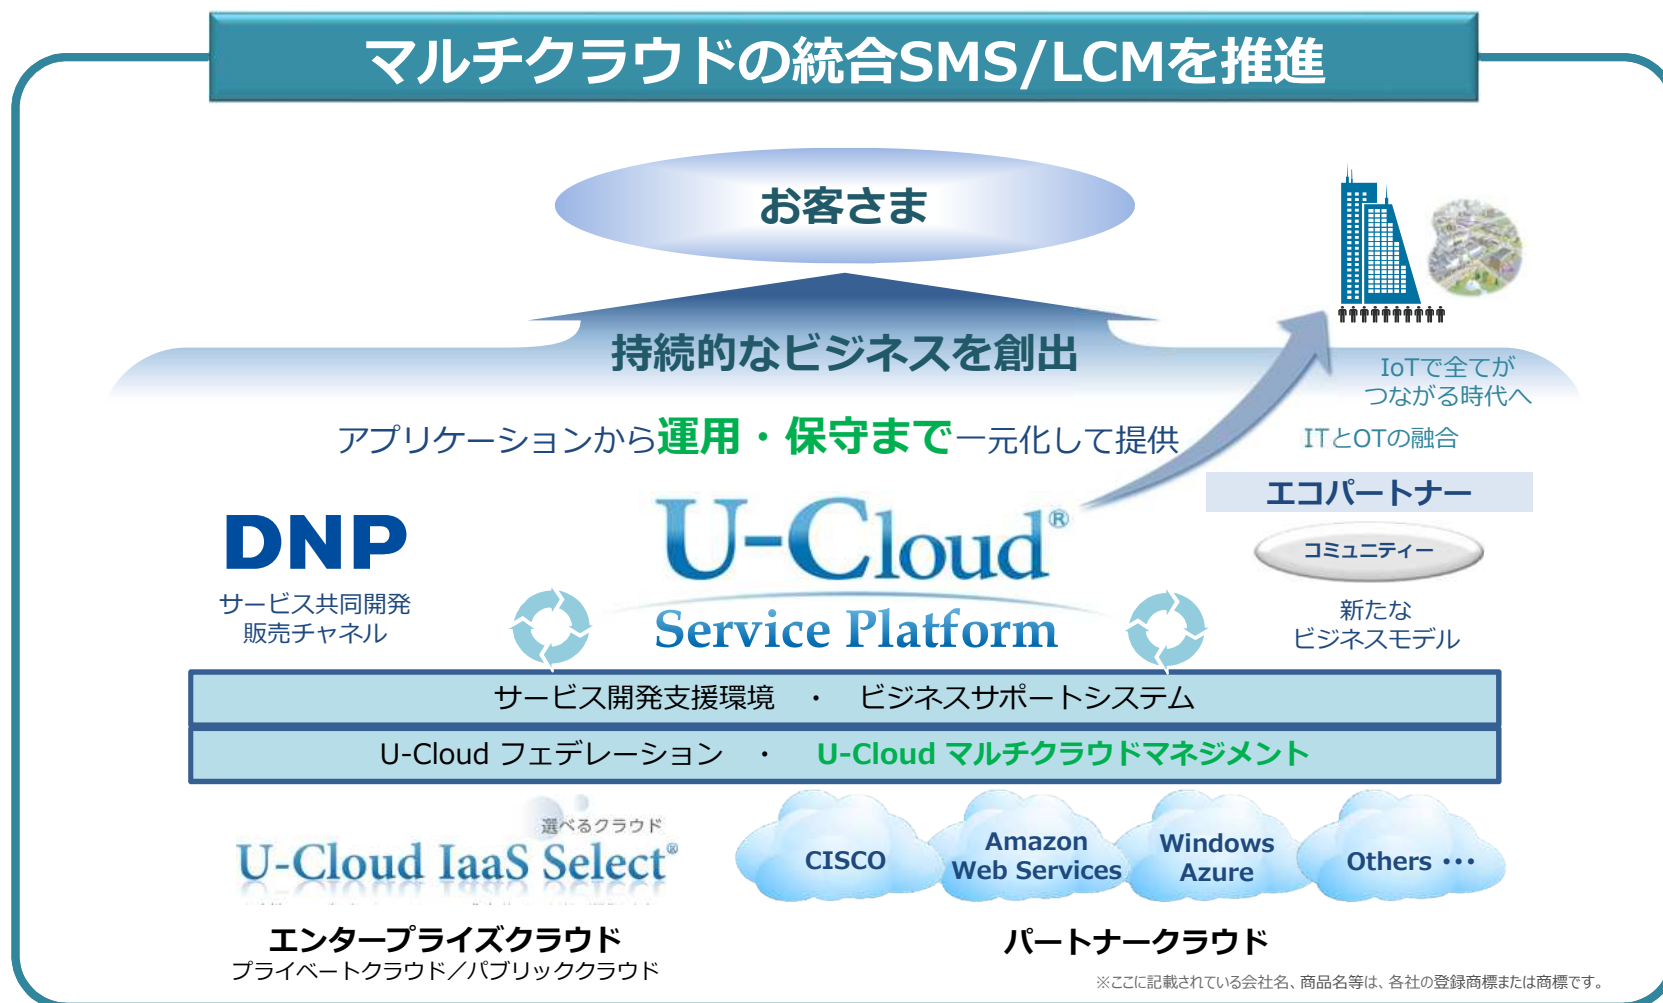 マルチクラウドの統合SMS/LCMを推進
お客さま
持続的なビジネスを創出
IoTで全てが
つながる時代へ
アプリケーションから運用・保守まで一元化して提供
ITとOTの融合
エコパートナー
DNP
U-Cloud®
コミュニティー
サービス共同開発
販売チャネル
Service Platform
新たな
ビジネスモデル
サービス開発支援環境 ・ ビジネスサポートシステム
U-Cloud フェデレーション ・ U-Cloud マルチクラウドマネジメント
選べるクラウド
U-Cloud IaaS Select®
CISCO
Amazon
Web Services
Windows
Azure
Others ･･･
エンタープライズクラウド
プライベートクラウド／パブリッククラウド
パートナークラウド
※ここに記載されている会社名、商品名等は、各社の登録商標または商標です。